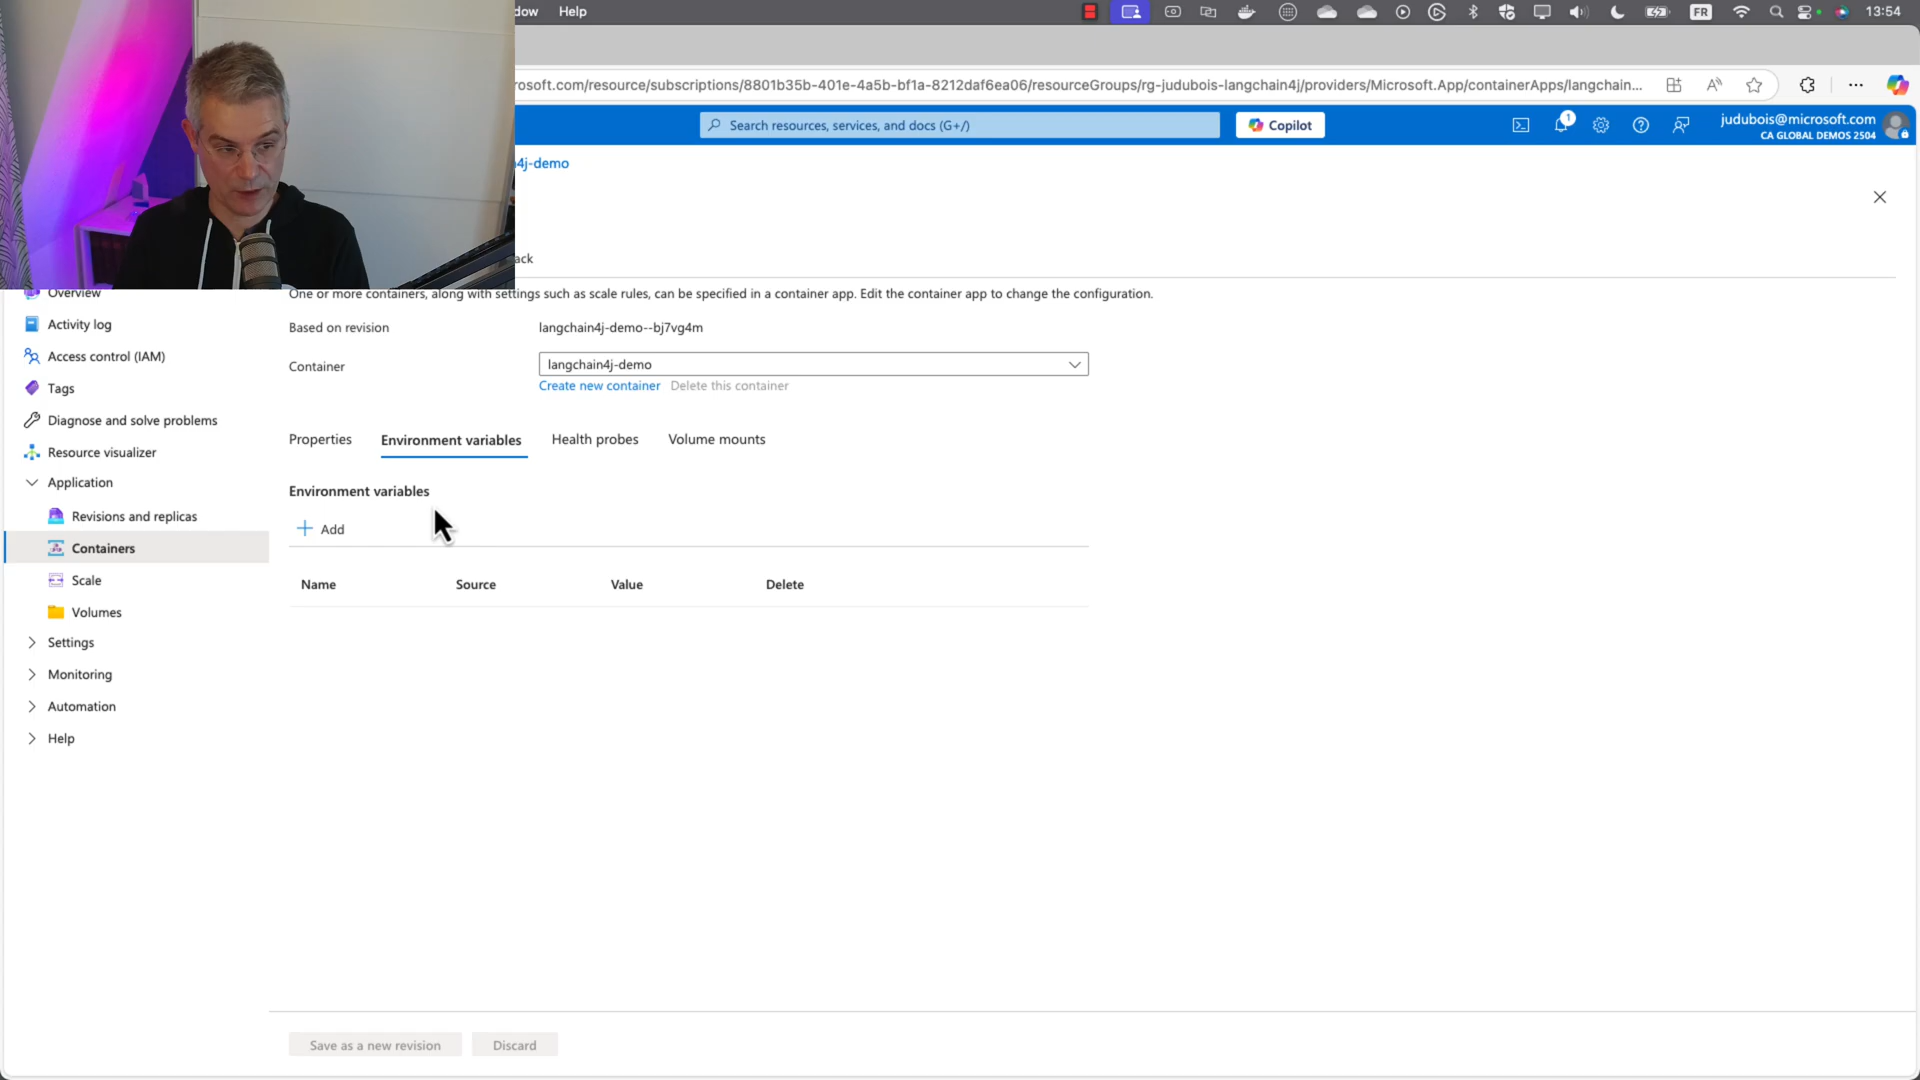 dow Help
FR
13:54
rosoft.com/resource/subscriptions/8801b35b-401e-4a5b-bf1a-8212daf6ea06/resourceGroups/rg-judubois-langchain4j/providers/Microsoft.App/containerApps/langchain...
Search resources, services, and docs (G+/)
Copilot
1
judubois@microsoft.com
CA GLOBAL DEMOS 2504
n4j-demo
ack
One or more containers, along with settings such as scale rules, can be specified in a container app. Edit the container app to change the configuration.
Based on revision langchain4j-demo--bj7vg4m
Container langchain4j-demo
Create new container Delete this container
Properties Environment variables Health probes Volume mounts
Environment variables
Add
Name Source Value Delete
Overview
Activity log
Access control (IAM)
Tags
Diagnose and solve problems
Resource visualizer
Application
Revisions and replicas
Containers
Scale
Volumes
Settings
Monitoring
Automation
Help
Save as a new revision Discard